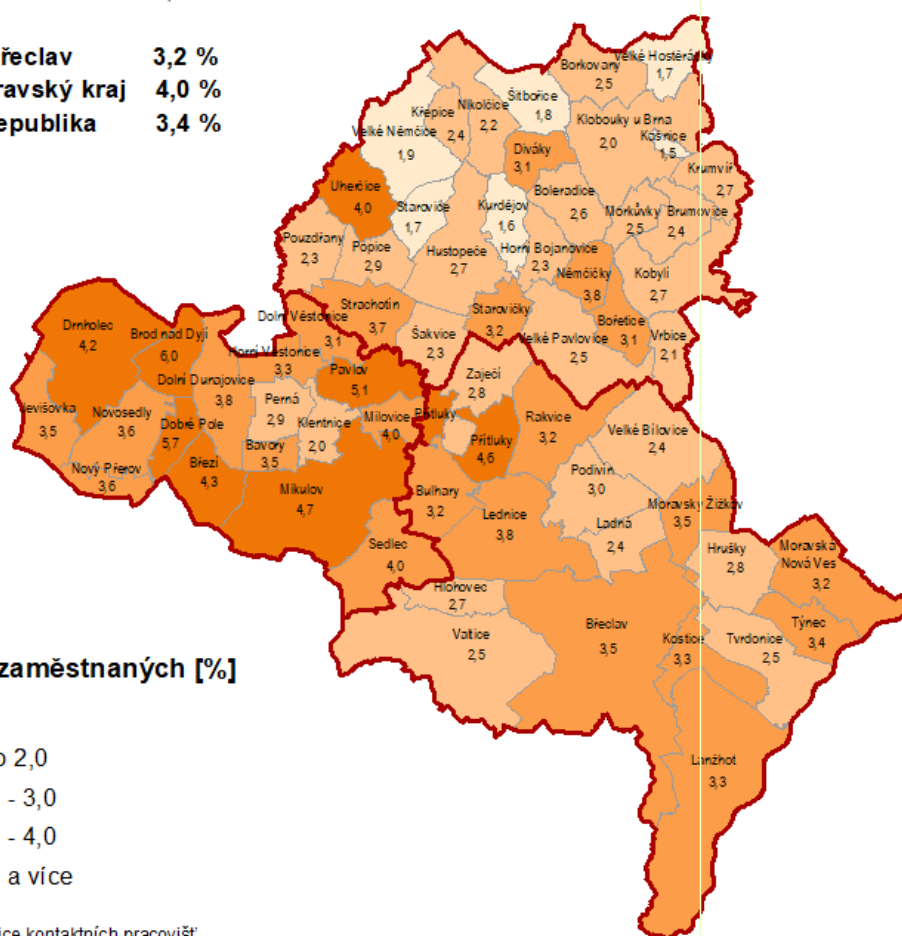 řeclav 3,2 %
ravský kraj 4,0 %
epublika 3,4 %
Velké Hostěrádky
1,7
Borkovany
2,5
Šitbořice
1,8
Nikolčice
2,2
Křepice
2,4
Velké Němčice
1,9
Klobouky u Brna
2,0
Kašnice
1,5
Diváky
3,1
Krumvíř
2,7
Uherčice
4,0
Starovice
1,7
Kurdějov
1,6
Boleradice
2,6
Morkůvky
2,5
Brumovice
2,4
Pouzdřany
2,3
Popice
2,9
Hustopeče
2,7
Horní Bojanovice
2,3
Němčičky
3,8
Kobylí
2,7
Strachotín
3,7
Starovičky
3,2
Bořetice
3,1
Vrbice
2,1
Šakvice
2,3
Velké Pavlovice
2,5
Dolní Věstonice
3,1
Drnholec
4,2
Brod nad Dyjí
6,0
Horní Věstonice
3,3
Pavlov
5,1
Dolní Dunajovice
3,8
Perná
2,9
Klentnice
2,0
Milovice
4,0
Jevišovka
3,5
Novosedly
3,6
Dobré Pole
5,7
Bavory
3,5
Nový Přerov
3,6
Březí
4,3
Mikulov
4,7
Sedlec
4,0
Zaječí
2,8
Přítluky
Přítluky
4,6
Rakvice
3,2
Velké Bílovice
2,4
Podivín
3,0
Bulhary
3,2
Lednice
3,8
Ladná
2,4
Moravský Žižkov
3,5
Hrušky
2,8
Moravská
Nová Ves
3,2
Hlohovec
2,7
Valtice
2,5
Břeclav
3,5
Kostice
3,3
Tvrdonice
2,5
Týnec
3,4
Lanžhot
3,3
zaměstnaných [%]
o 2,0
- 3,0
- 4,0
a více
ice kontaktních pracovišť